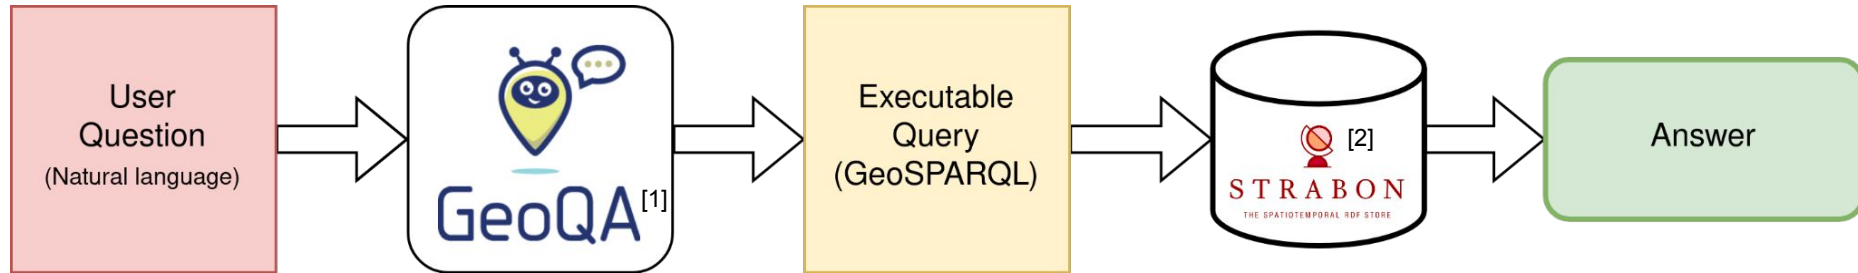 User
Question
(Natural language)
GeoQA[1]
Executable
Query
(GeoSPARQL)
[2]
STRABON
THE SPATIOTEMPORAL RDF STORE
Answer